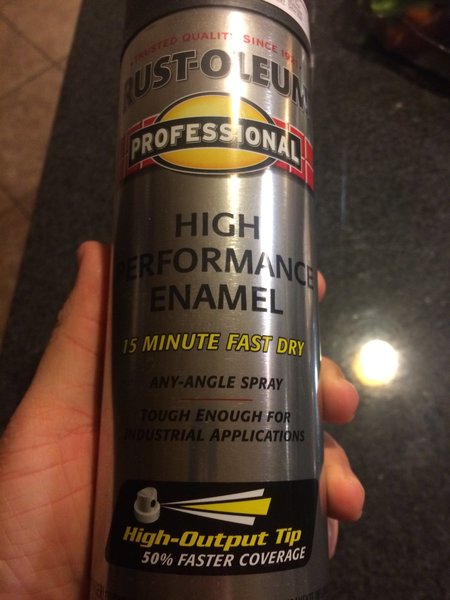 TRUSTED QUALITY SINCE
RUST-OLEUM
PROFESSIONAL
HIGH
PERFORMANCE
ENAMEL
15 MINUTE FAST DRY
ANY-ANGLE SPRAY
TOUGH ENOUGH FOR
INDUSTRIAL APPLICATIONS
High-Output Tip
50% FASTER COVERAGE